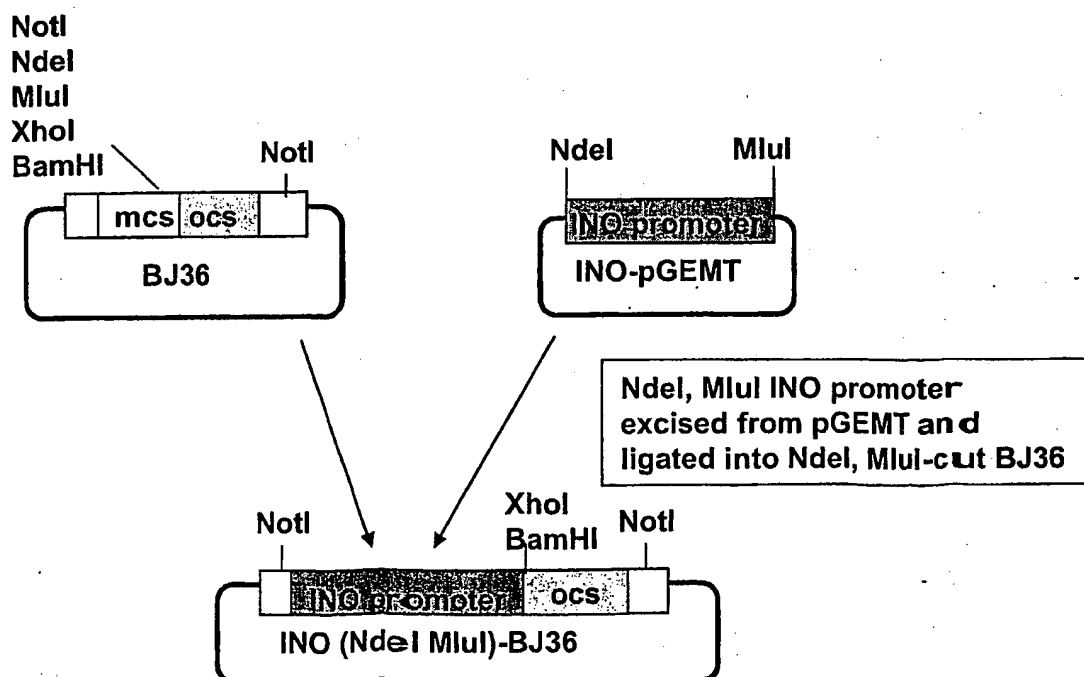 NotI
NdeI
MluI
XhoI
BamHI
NotI
mcs ocs
BJ36
NdeI MluI
INO promoter
INO-pGEMT
NdeI, MluI INO promoter
excised from pGEMT and
ligated into NdeI, MluI-cut BJ36
NotI
XhoI
BamHI
NotI
INO promoter ocs
INO (NdeI MluI)-BJ36